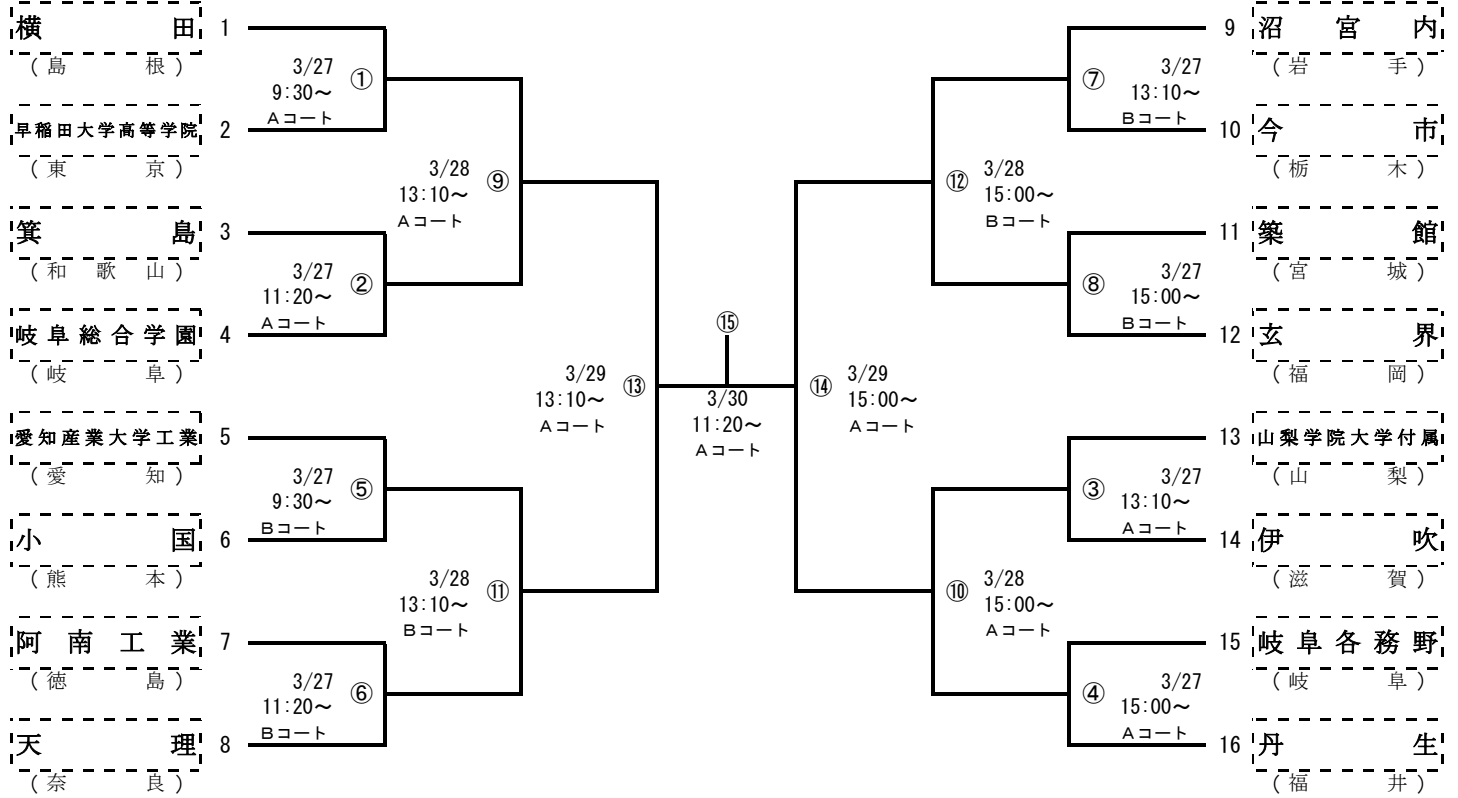 横田 1
(島根)
3/27
9:30~
Aコート
①
早稲田大学高等学院 2
(東京)
3/28
13:10~
Aコート
⑨
箕島 3
(和歌山)
3/27
11:20~
Aコート
②
岐阜総合学園 4
(岐阜)
3/29
13:10~
Aコート
⑬
愛知産業大学工業 5
(愛知)
3/27
9:30~
Bコート
⑤
小国 6
(熊本)
3/28
13:10~
Bコート
⑪
阿南工業 7
(徳島)
3/27
11:20~
Bコート
⑥
天理 8
(奈良)
⑮
3/30
11:20~
Aコート
9 沼宮内
(岩手)
⑦
3/27
13:10~
Bコート
10 今市
(栃木)
⑫
3/28
15:00~
Bコート
11 築館
(宮城)
⑧
3/27
15:00~
Bコート
12 玄界
(福岡)
⑭
3/29
15:00~
Aコート
13 山梨学院大学付属
(山梨)
③
3/27
13:10~
Aコート
14 伊吹
(滋賀)
⑩
3/28
15:00~
Aコート
15 岐阜各務野
(岐阜)
④
3/27
15:00~
Aコート
16 丹生
(福井)